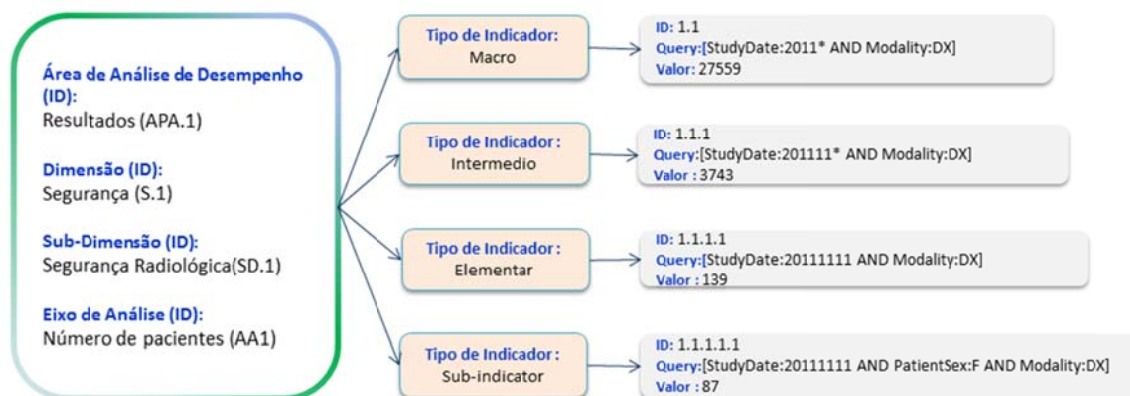 Área de Análise de Desempenho
(ID):
Resultados (APA.1)
Dimensão (ID):
Segurança (S.1)
Sub-Dimensão (ID):
Segurança Radiológica(SD.1)
Eixo de Análise (ID):
Número de pacientes (AA1)
Tipo de Indicador:
Macro
ID: 1.1
Query:[StudyDate:2011* AND Modality:DX]
Valor: 27559
Tipo de Indicador :
Intermedio
ID: 1.1.1
Query:[StudyDate:201111* AND Modality:DX]
Valor : 3743
Tipo de Indicador :
Elementar
ID: 1.1.1.1
Query:[StudyDate:20111111 AND Modality:DX]
Valor : 139
Tipo de Indicador :
Sub-indicator
ID: 1.1.1.1.1
Query:[StudyDate:20111111 AND PatientSex:F AND Modality:DX]
Valor : 87